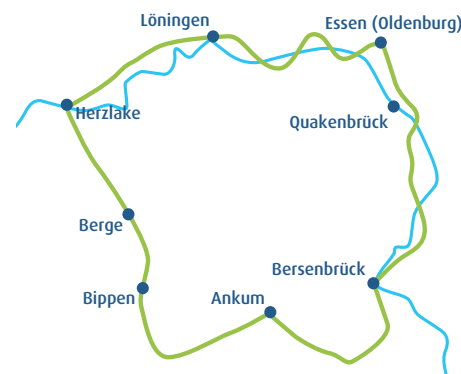 Löningen
Essen (Oldenburg)
Herzlake
Quakenbrück
Berge
Bersenbrück
Bippen
Ankum